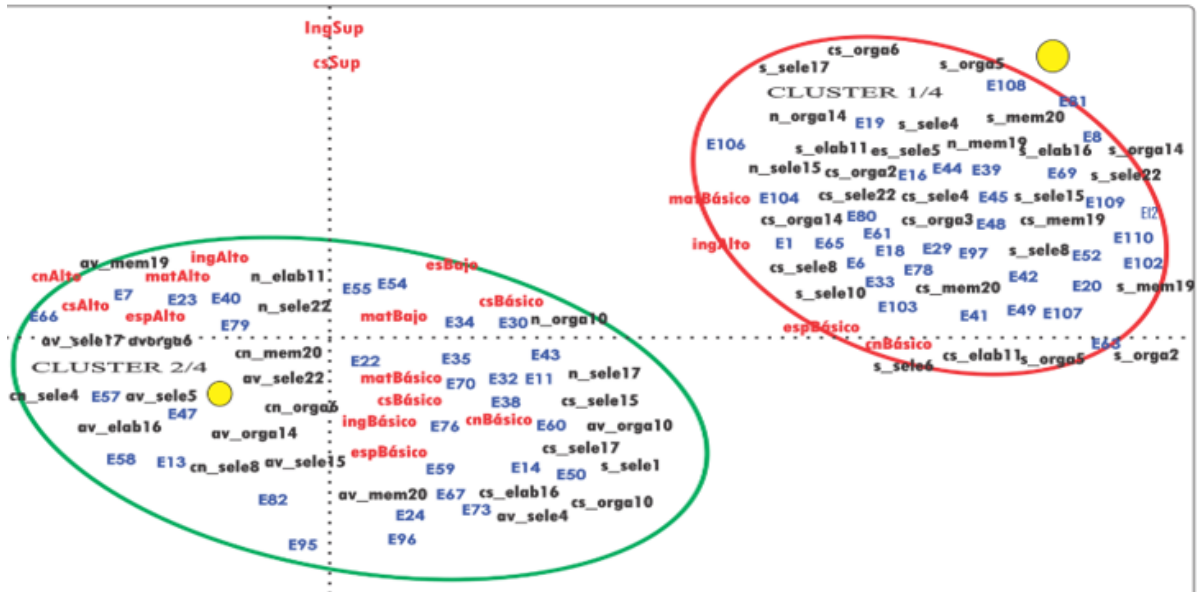 IngSup
csSup
cs_orga6
s_orga5
s_sele17
E108
CLUSTER 1/4
E31
n_orga14 E19 s_sele4 s_mem20
E8
E106
s_elab11 es_sele5 n_mem19 s_elab16 s_orga14
n_sele15 cs_orga2 E16 E44 E39 E69 s_sele22
matBásico E104 cs_sele22 cs_sele4 E45 s_sele15 E109
cs_orga14 E80 cs_orga3 E48 cs_mem19
ingAlto E1 E65 E61 E18 E29 E97 s_sele8 E52 E110
cs_sele8 E6 E78 E102
s_sele10 E33 cs_mem20 E42 E20 s_mem19
E103 E41 E49 E107
espBásico
cnBásico E63
s_sele6 cs_elab11 s_orga5 s_orga2
av_mem19 ingAlto esBajo
cnAlto matAlto n_elab11
E7 E23 E40 E55 E54
csAlto n_sele22 csBásico
E66 espAlto E79 matBajo E34 E30 n_orga10
av_sele17 avorga6
cn_mem20 E22 E35 E43
CLUSTER 2/4
av_sele22 matBásico E70 E32 E11 n_sele17
cn_sele4 E57 av_sele5 csBásico E38 cs_sele15
E47 cn_orga6
av_elab16 av_orga14 ingBásico E76 cnBásico E60 av_orga10
cs_sele17
E58 E13 cn_sele8 av_sele15 espBásico E59 E14 E50 s_sele1
E82 av_mem20 E67 cs_elab16 cs_orga10
E24 E73 av_sele4
E95 E96